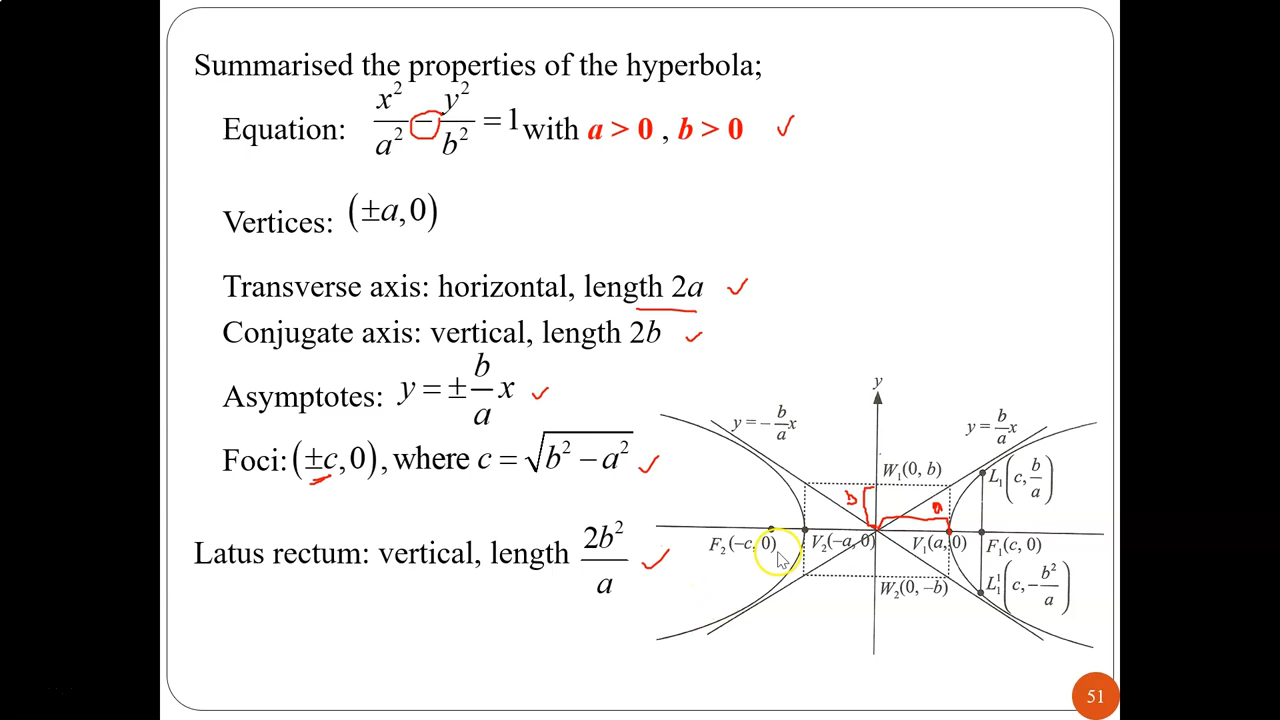 Summarised the properties of the hyperbola;
Equation: x²/a² − y²/b² = 1 with a > 0 , b > 0 ✓
Vertices: (±a,0)
Transverse axis: horizontal, length 2a ✓
Conjugate axis: vertical, length 2b ✓
Asymptotes: y = ± b/a x ✓
Foci: (±c,0), where c = √(b² − a²) ✓
Latus rectum: vertical, length 2b²/a ✓
y
y = − b/a x
y = b/a x
W₁(0, b)
L₁(c, b/a)
b
a
F₂(−c, 0)
V₂(−a, 0)
V₁(a, 0)
F₁(c, 0)
W₂(0, −b)
L₁¹(c, − b²/a)
51